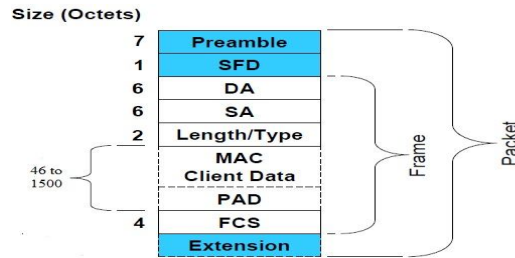 Size (Octets)
7 Preamble
1 SFD
6 DA
6 SA
2 Length/Type
46 to
1500
MAC
Client Data
PAD
4 FCS
Extension
Frame
Packet